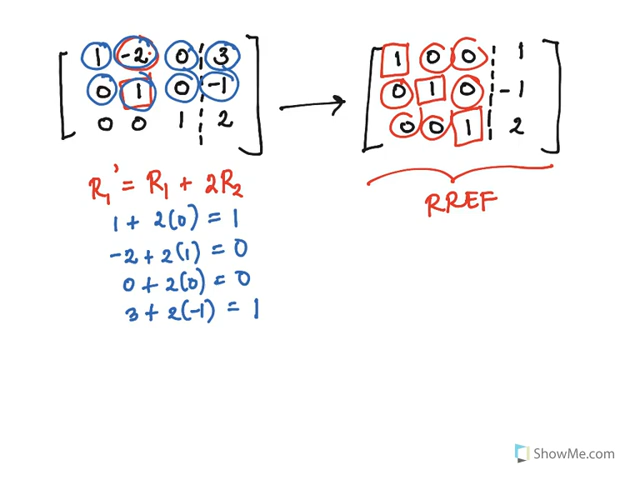 1 -2 0 3 1 0 0 1
0 1 0 -1 → 0 1 0 -1
0 0 1 2 0 0 1 2
R₁' = R₁ + 2R₂
1 + 2(0) = 1
-2 + 2(1) = 0
0 + 2(0) = 0
3 + 2(-1) = 1
RREF
ShowMe.com